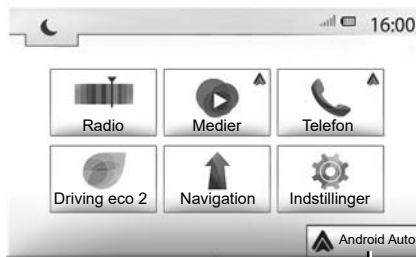 16:00
Radio Medier Telefon
Driving eco 2 Navigation Indstillinger
Android Auto